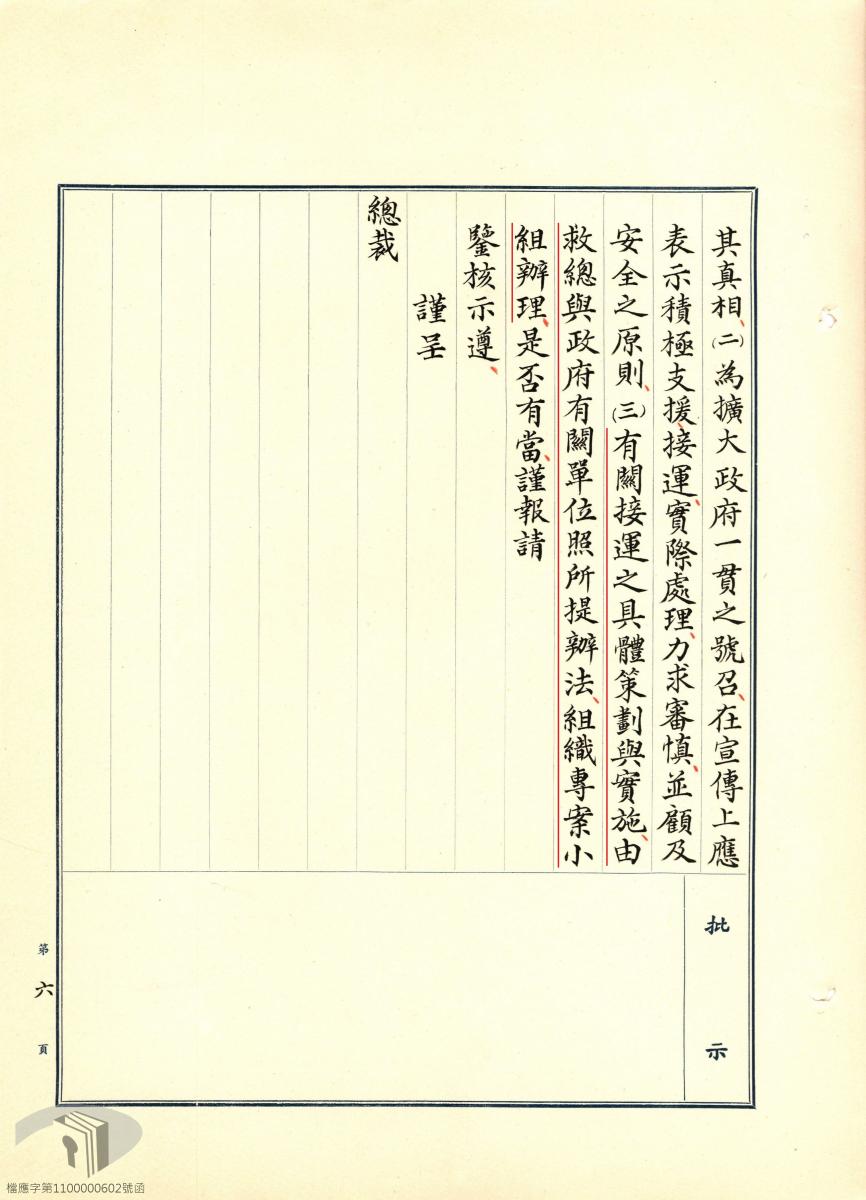 其真相、(二)為擴大政府一貫之號召、在宣傳上應
表示積極支援、接運實際處理、力求審慎、並顧及
安全之原則、(三)有關接運之具體策劃與實施、由
救總與政府有關單位照所提辦法、組織專案小
組辦理、是否有當、謹報請
鑒核示遵、
謹呈
總裁
批示
第六頁
檔應字第1100000602號函